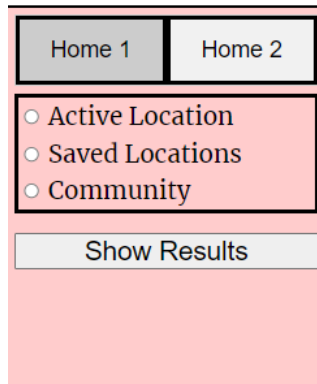 Home 1 Home 2
Active Location
Saved Locations
Community
Show Results